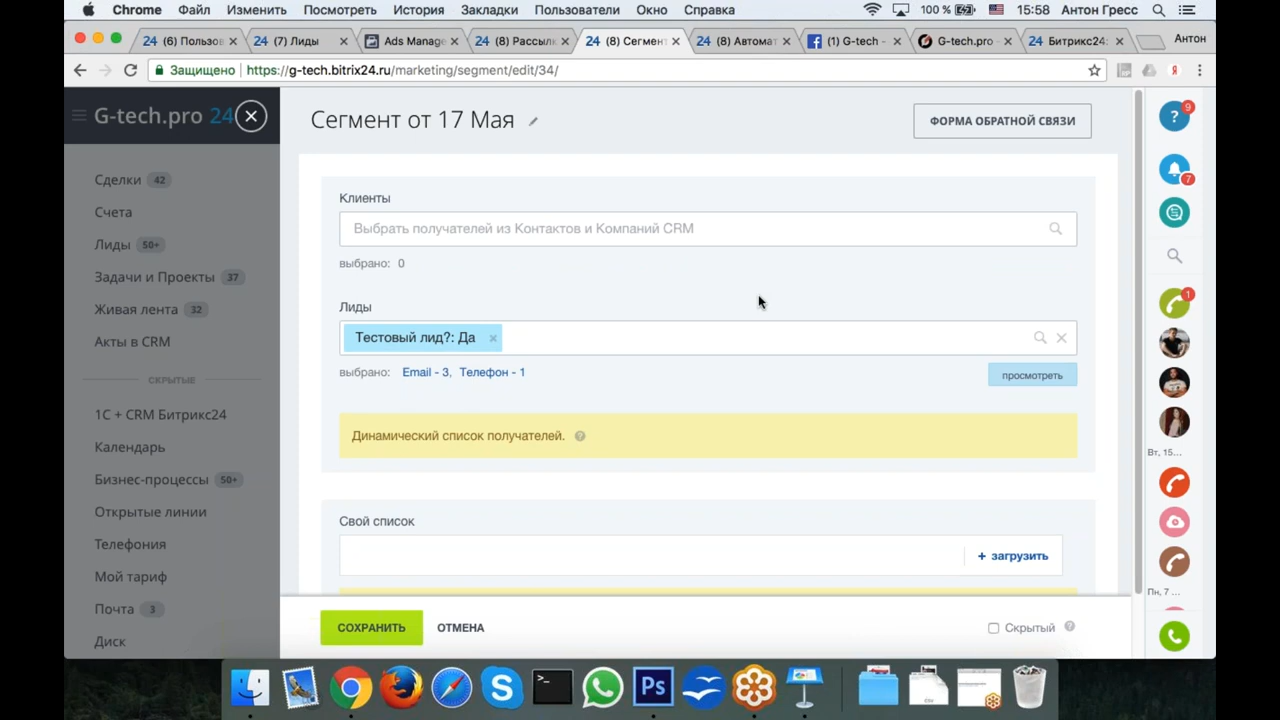 Chrome Файл Изменить Посмотреть История Закладки Пользователи Окно Справка 100 % 15:58 Антон Гресс
24 (6) Пользов 24 (7) Лиды Ads Manage 24 (8) Рассылк 24 (8) Сегмент 24 (8) Автомат (1) G-tech - G-tech.pro - 24 Битрикс24: Антон
Защищено https://g-tech.bitrix24.ru/marketing/segment/edit/34/
G-tech.pro 24
Сделки 42
Счета
Лиды 50+
Задачи и Проекты 37
Живая лента 32
Акты в CRM
СКРЫТЫЕ
1С + CRM Битрикс24
Календарь
Бизнес-процессы 50+
Открытые линии
Телефония
Мой тариф
Почта 3
Диск
Сегмент от 17 Мая
ФОРМА ОБРАТНОЙ СВЯЗИ
Клиенты
Выбрать получателей из Контактов и Компаний CRM
выбрано: 0
Лиды
Тестовый лид?: Да
выбрано: Email - 3, Телефон - 1
просмотреть
Динамический список получателей. ?
Свой список
+ загрузить
СОХРАНИТЬ ОТМЕНА Скрытый ?
? 9
7
1
Вт, 15...
Пн, 7 ...
>_
Ps